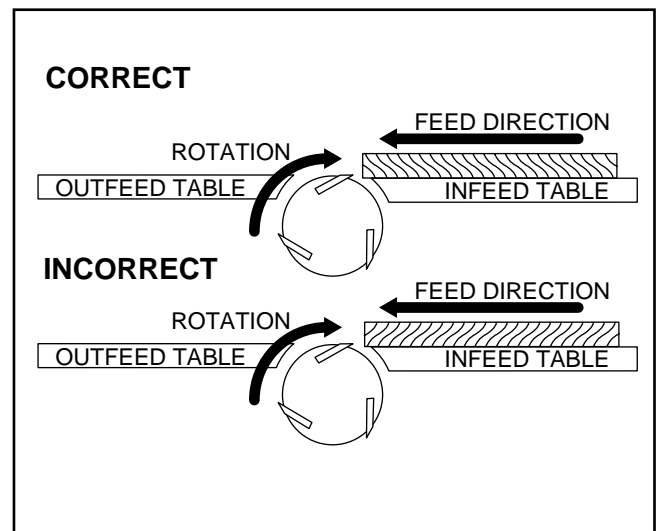 CORRECT
FEED DIRECTION
ROTATION
OUTFEED TABLE
INFEED TABLE
INCORRECT
FEED DIRECTION
ROTATION
OUTFEED TABLE
INFEED TABLE